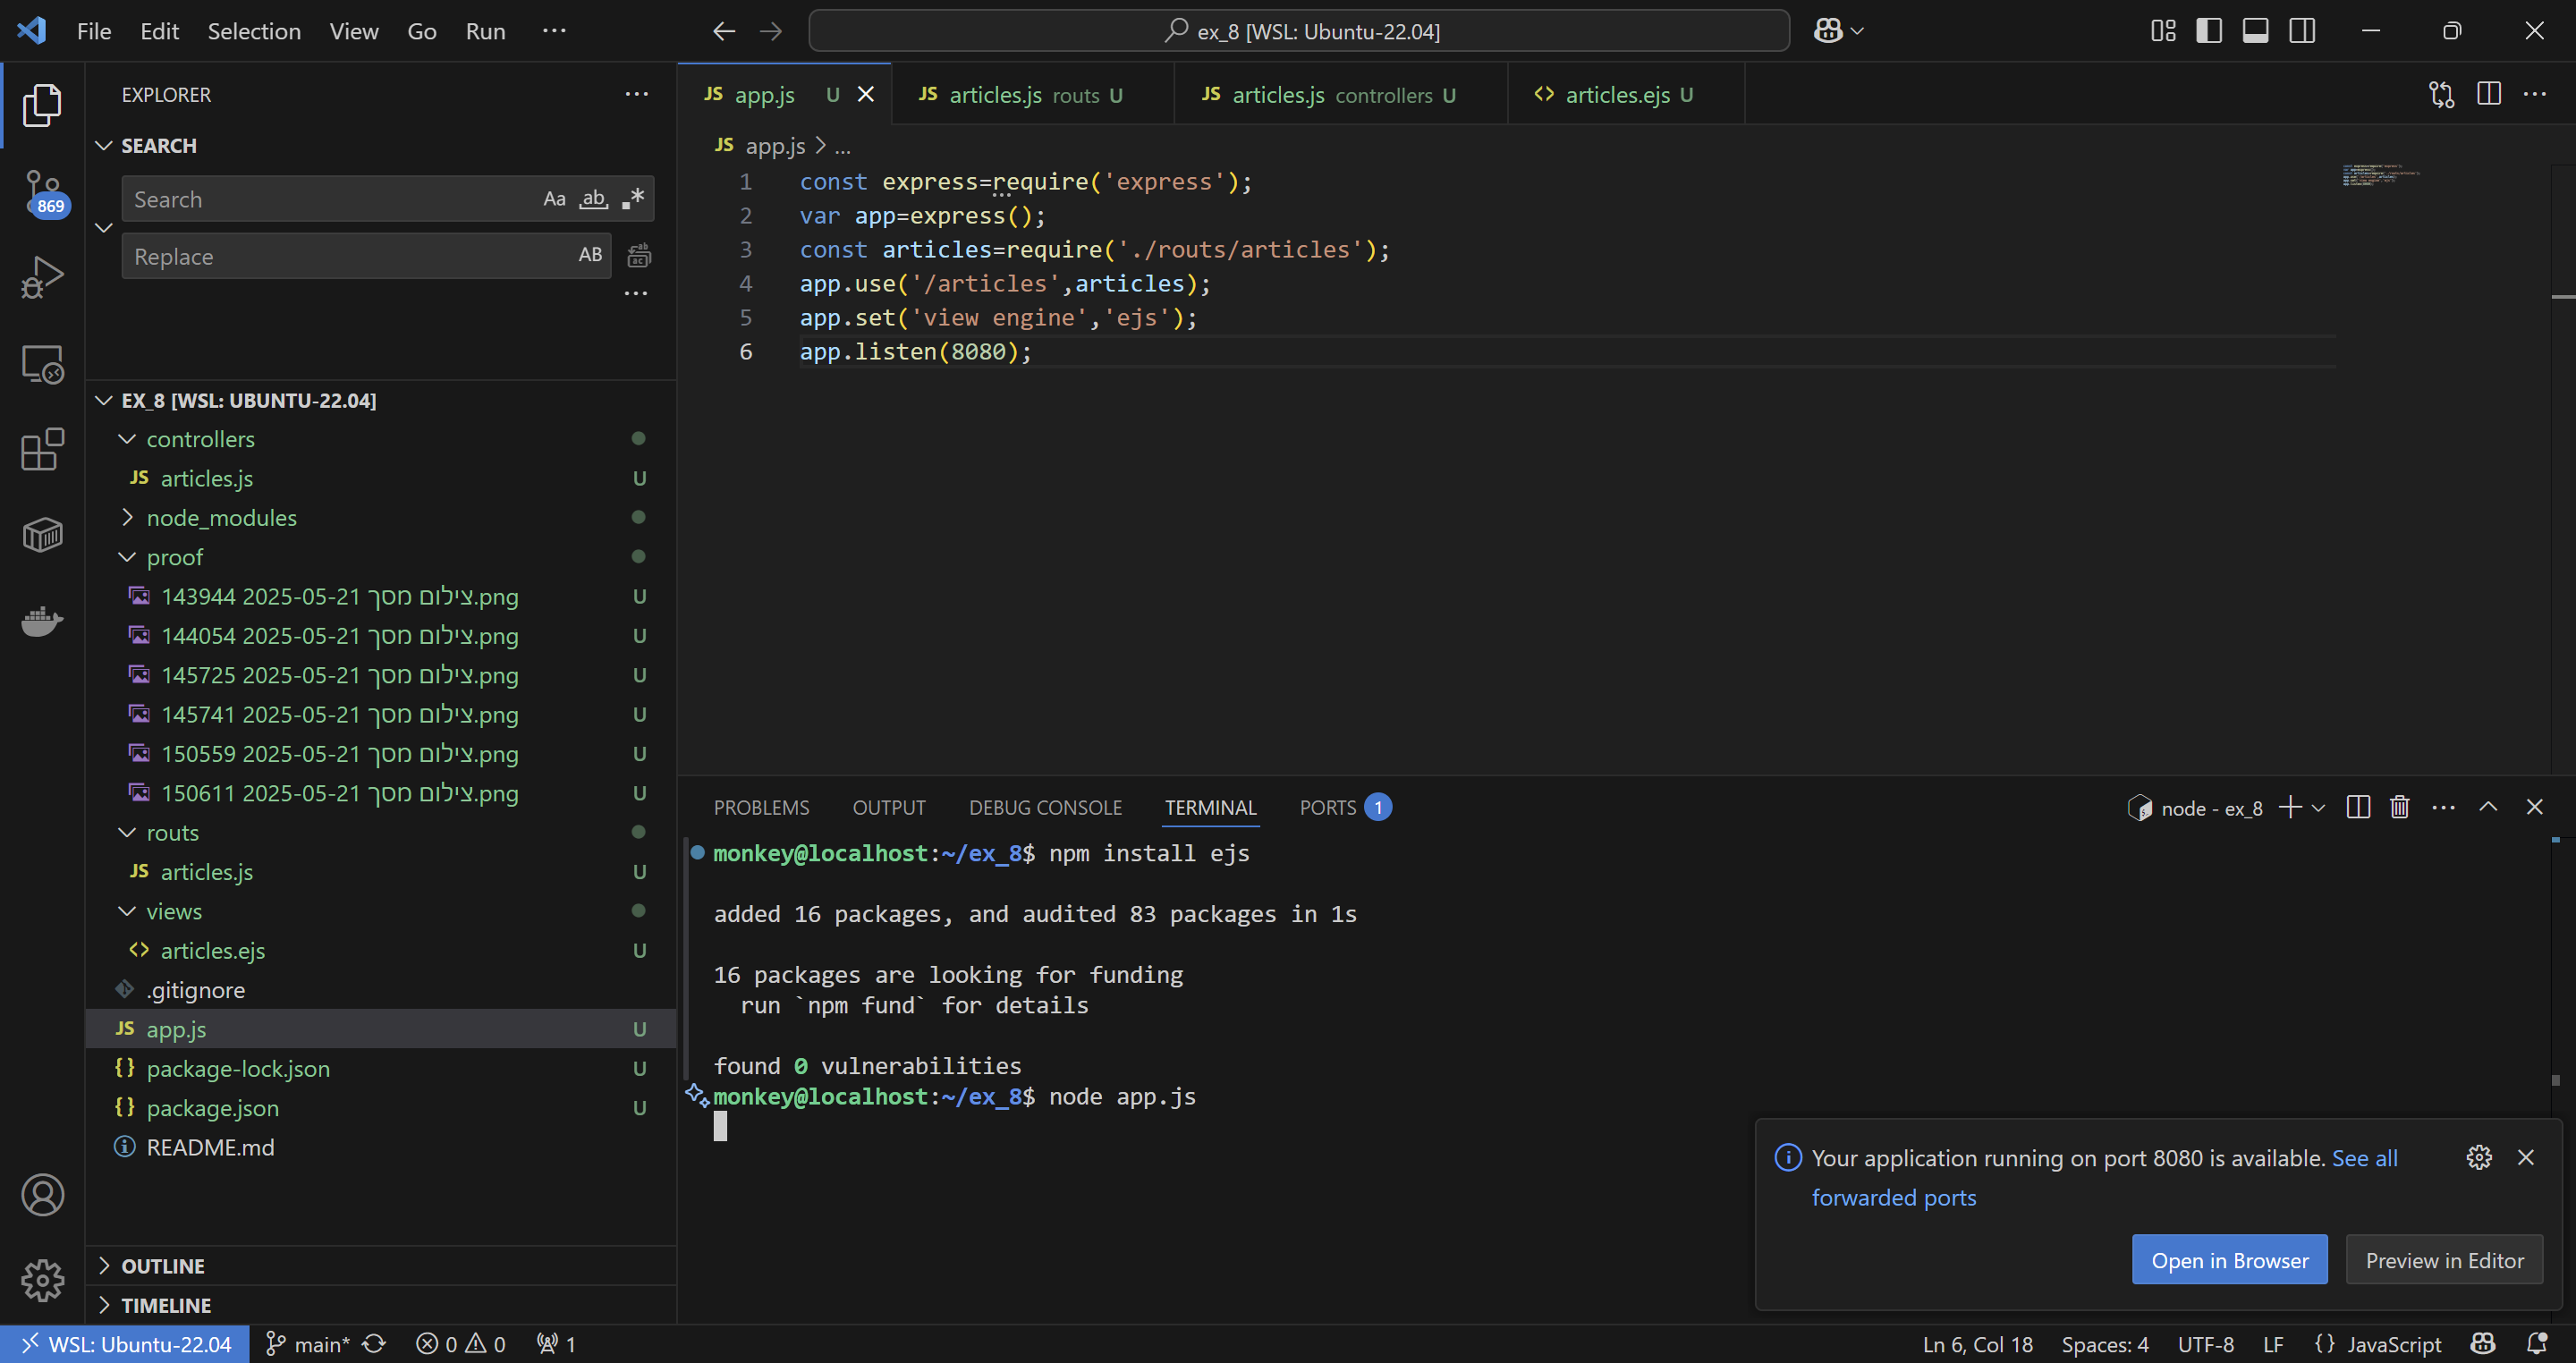 File Edit Selection View Go Run ···
ex_8 [WSL: Ubuntu-22.04]
EXPLORER
SEARCH
Search
Aa ab .*
Replace
AB
869
EX_8 [WSL: UBUNTU-22.04]
controllers
JS articles.js U
node_modules
proof
צילום מסך 2025-05-21 143944.png U
צילום מסך 2025-05-21 144054.png U
צילום מסך 2025-05-21 145725.png U
צילום מסך 2025-05-21 145741.png U
צילום מסך 2025-05-21 150559.png U
צילום מסך 2025-05-21 150611.png U
routs
JS articles.js U
views
<> articles.ejs U
.gitignore
JS app.js U
{} package-lock.json U
{} package.json U
README.md
OUTLINE
TIMELINE
JS app.js U
JS articles.js routs U
JS articles.js controllers U
<> articles.ejs U
JS app.js > ...
1 const express=require('express');
2 var app=express();
3 const articles=require('./routs/articles');
4 app.use('/articles',articles);
5 app.set('view engine','ejs');
6 app.listen(8080);
PROBLEMS OUTPUT DEBUG CONSOLE TERMINAL PORTS 1
node - ex_8
monkey@localhost:~/ex_8$ npm install ejs
added 16 packages, and audited 83 packages in 1s
16 packages are looking for funding
run `npm fund` for details
found 0 vulnerabilities
monkey@localhost:~/ex_8$ node app.js
Your application running on port 8080 is available. See all
forwarded ports
Open in Browser
Preview in Editor
WSL: Ubuntu-22.04 main* 0 0 1
Ln 6, Col 18 Spaces: 4 UTF-8 LF {} JavaScript